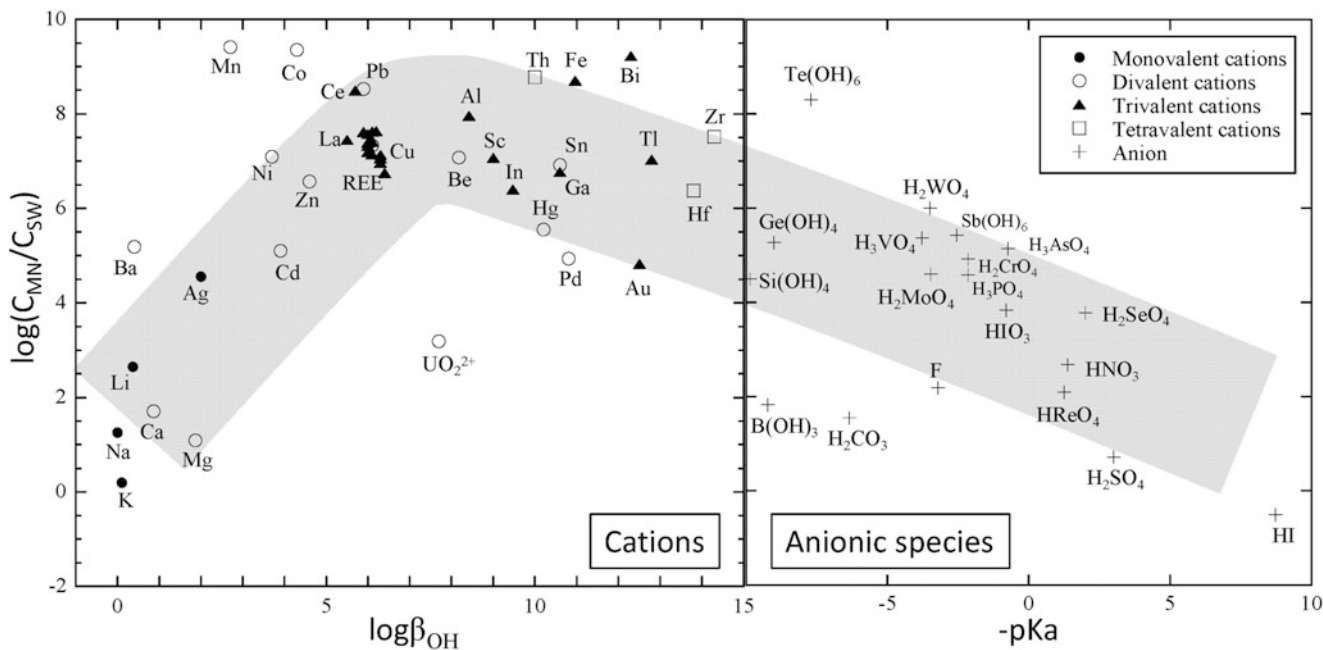 10
8
6
4
2
0
-2
log(C_MN/C_SW)
Mn
Co
Pb
Ce
La
Cu
REE
Ni
Zn
Cd
Ba
Ag
Li
Ca
Na
Mg
K
Al
Sc
Be
In
Hg
Th
Fe
Bi
Sn
Ga
Pd
Tl
Au
Zr
Hf
UO₂²⁺
Cations
0
5
10
15
logβ_OH
Monovalent cations
Divalent cations
Trivalent cations
Tetravalent cations
Anion
Te(OH)₆
H₂WO₄
Ge(OH)₄
H₃VO₄
Sb(OH)₆
H₃AsO₄
H₂CrO₄
Si(OH)₄
H₂MoO₄
H₃PO₄
HIO₃
H₂SeO₄
F
HNO₃
HReO₄
B(OH)₃
H₂CO₃
H₂SO₄
HI
Anionic species
-5
0
5
10
-pKa